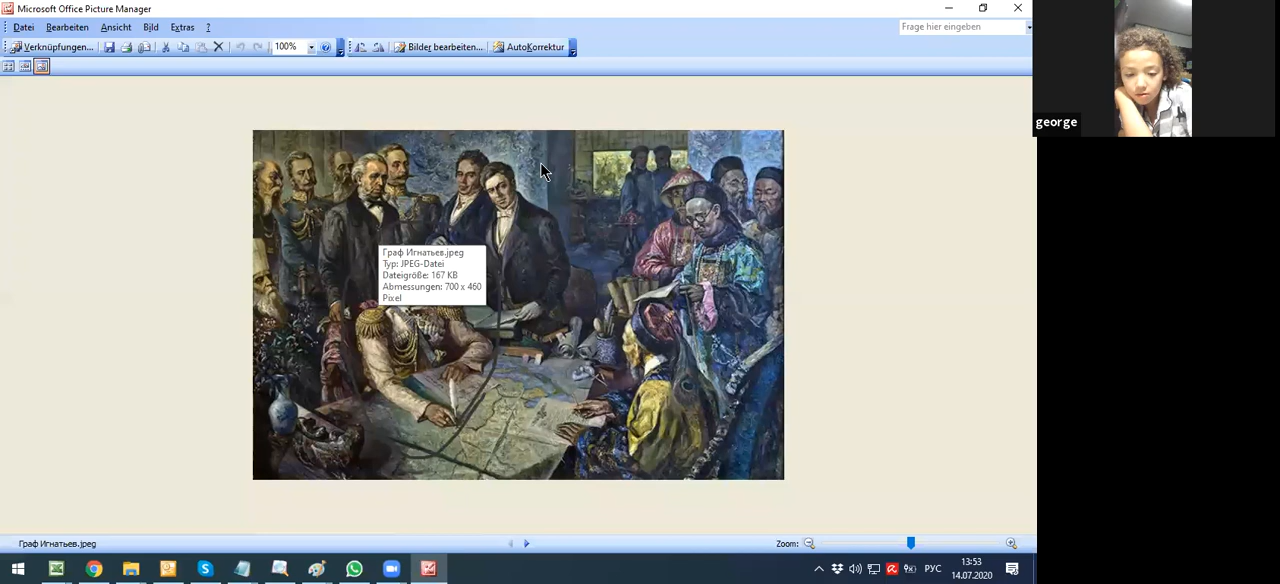 Microsoft Office Picture Manager
Datei Bearbeiten Ansicht Bild Extras ?
Frage hier eingeben
Verknüpfungen... 100% Bilder bearbeiten... AutoKorrektur
george
Граф Игнатьев.jpeg
Typ: JPEG-Datei
Dateigröße: 167 KB
Abmessungen: 700 x 460
Pixel
Граф Игнатьев.jpeg Zoom:
РУС 13:53
14.07.2020